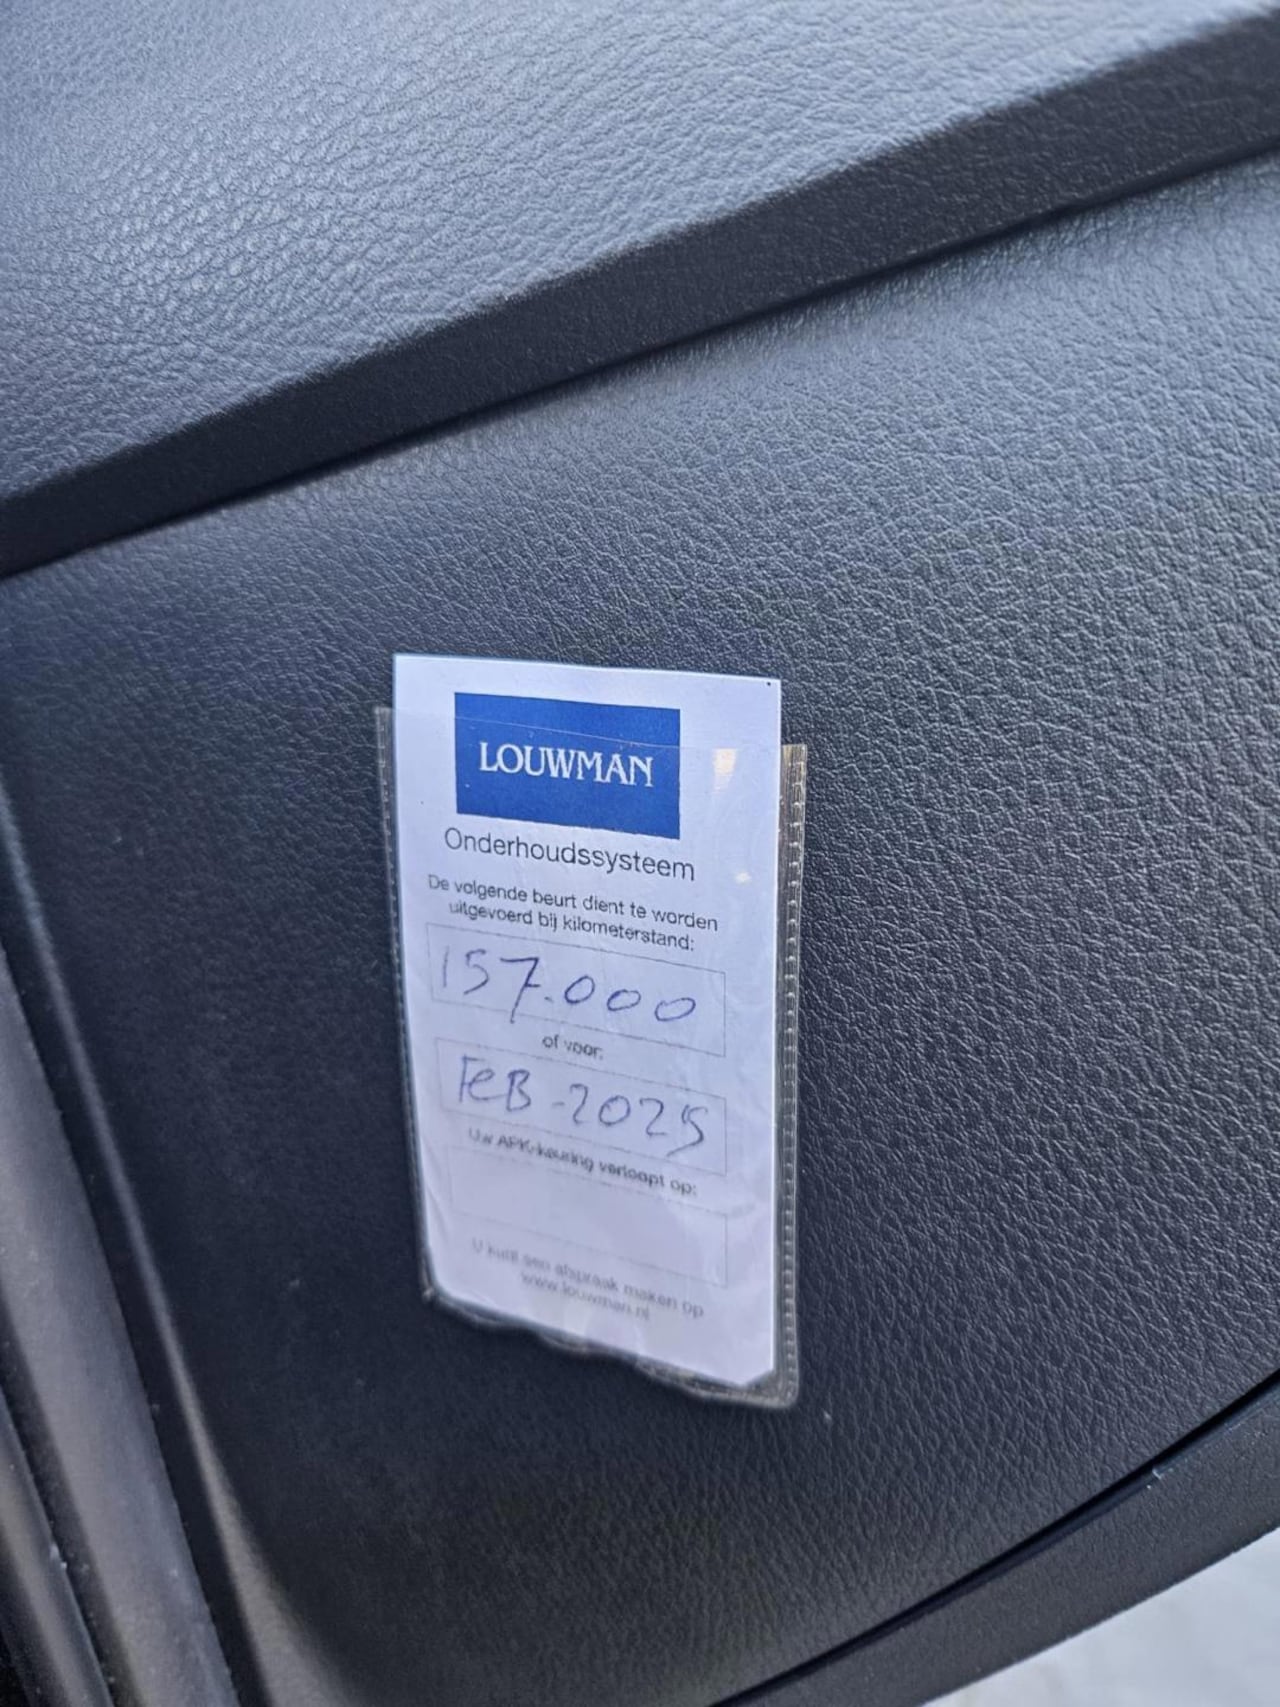 LOUWMAN
Onderhoudssysteem
De volgende beurt dient te worden
uitgevoerd bij kilometerstand:
157.000
of voor:
FEB-2025
Uw APK-keuring verloopt op:
U kunt een afspraak maken op
www.louwman.nl